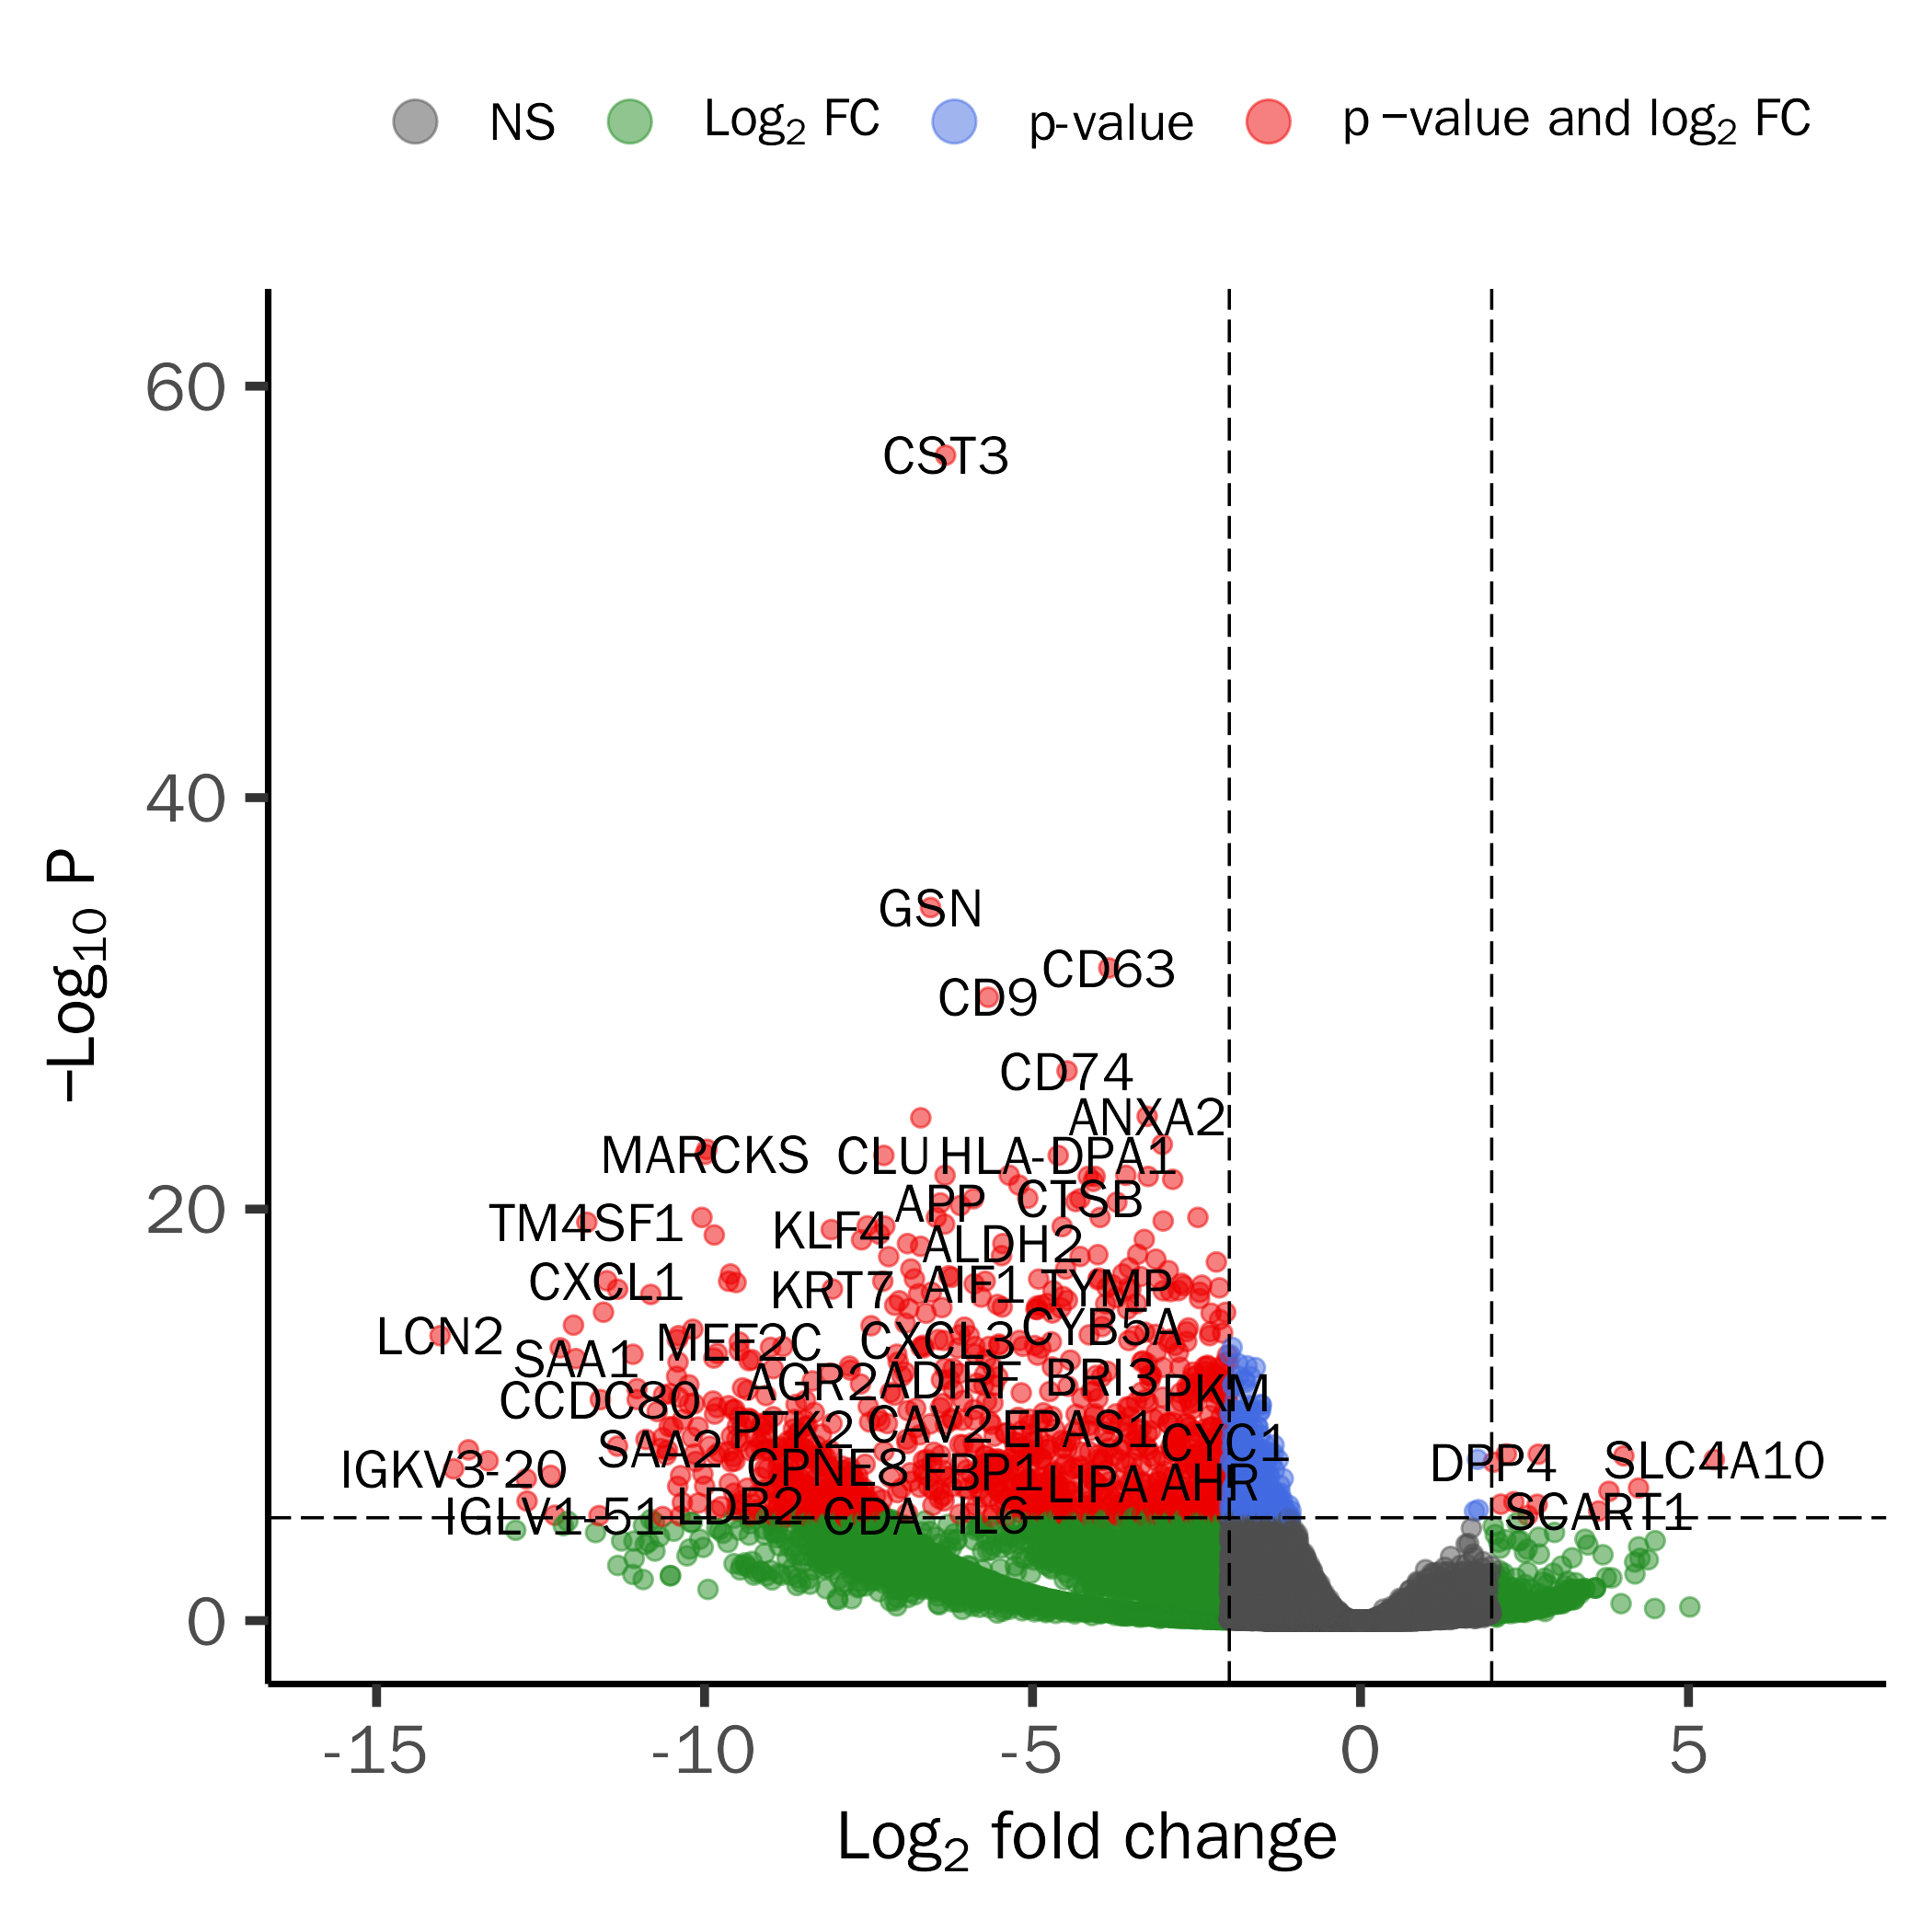 NS Log2 FC p-value p −value and log2 FC
60
CST3
40
GSN
CD63
CD9
CD74
ANXA2
MARCKS CLU HLA-DPA1
20
APP CTSB
TM4SF1 KLF4
ALDH2
CXCL1 KRT7 AIF1 TYMP
CYB5A
LCN2 MEF2C CXCL3
SAA1
AGR2 ADIRF BRI3
CCDC80 PKM
PTK2 CAV2 EPAS1
SAA2 CYC1
IGKV3-20 CPNE8 FBP1 DPP4 SLC4A10
LIPA AHR
IGLV1-51 LDB2 CDA IL6 SCART1
0
−Log10 P
-15 -10 -5 0 5
Log2 fold change